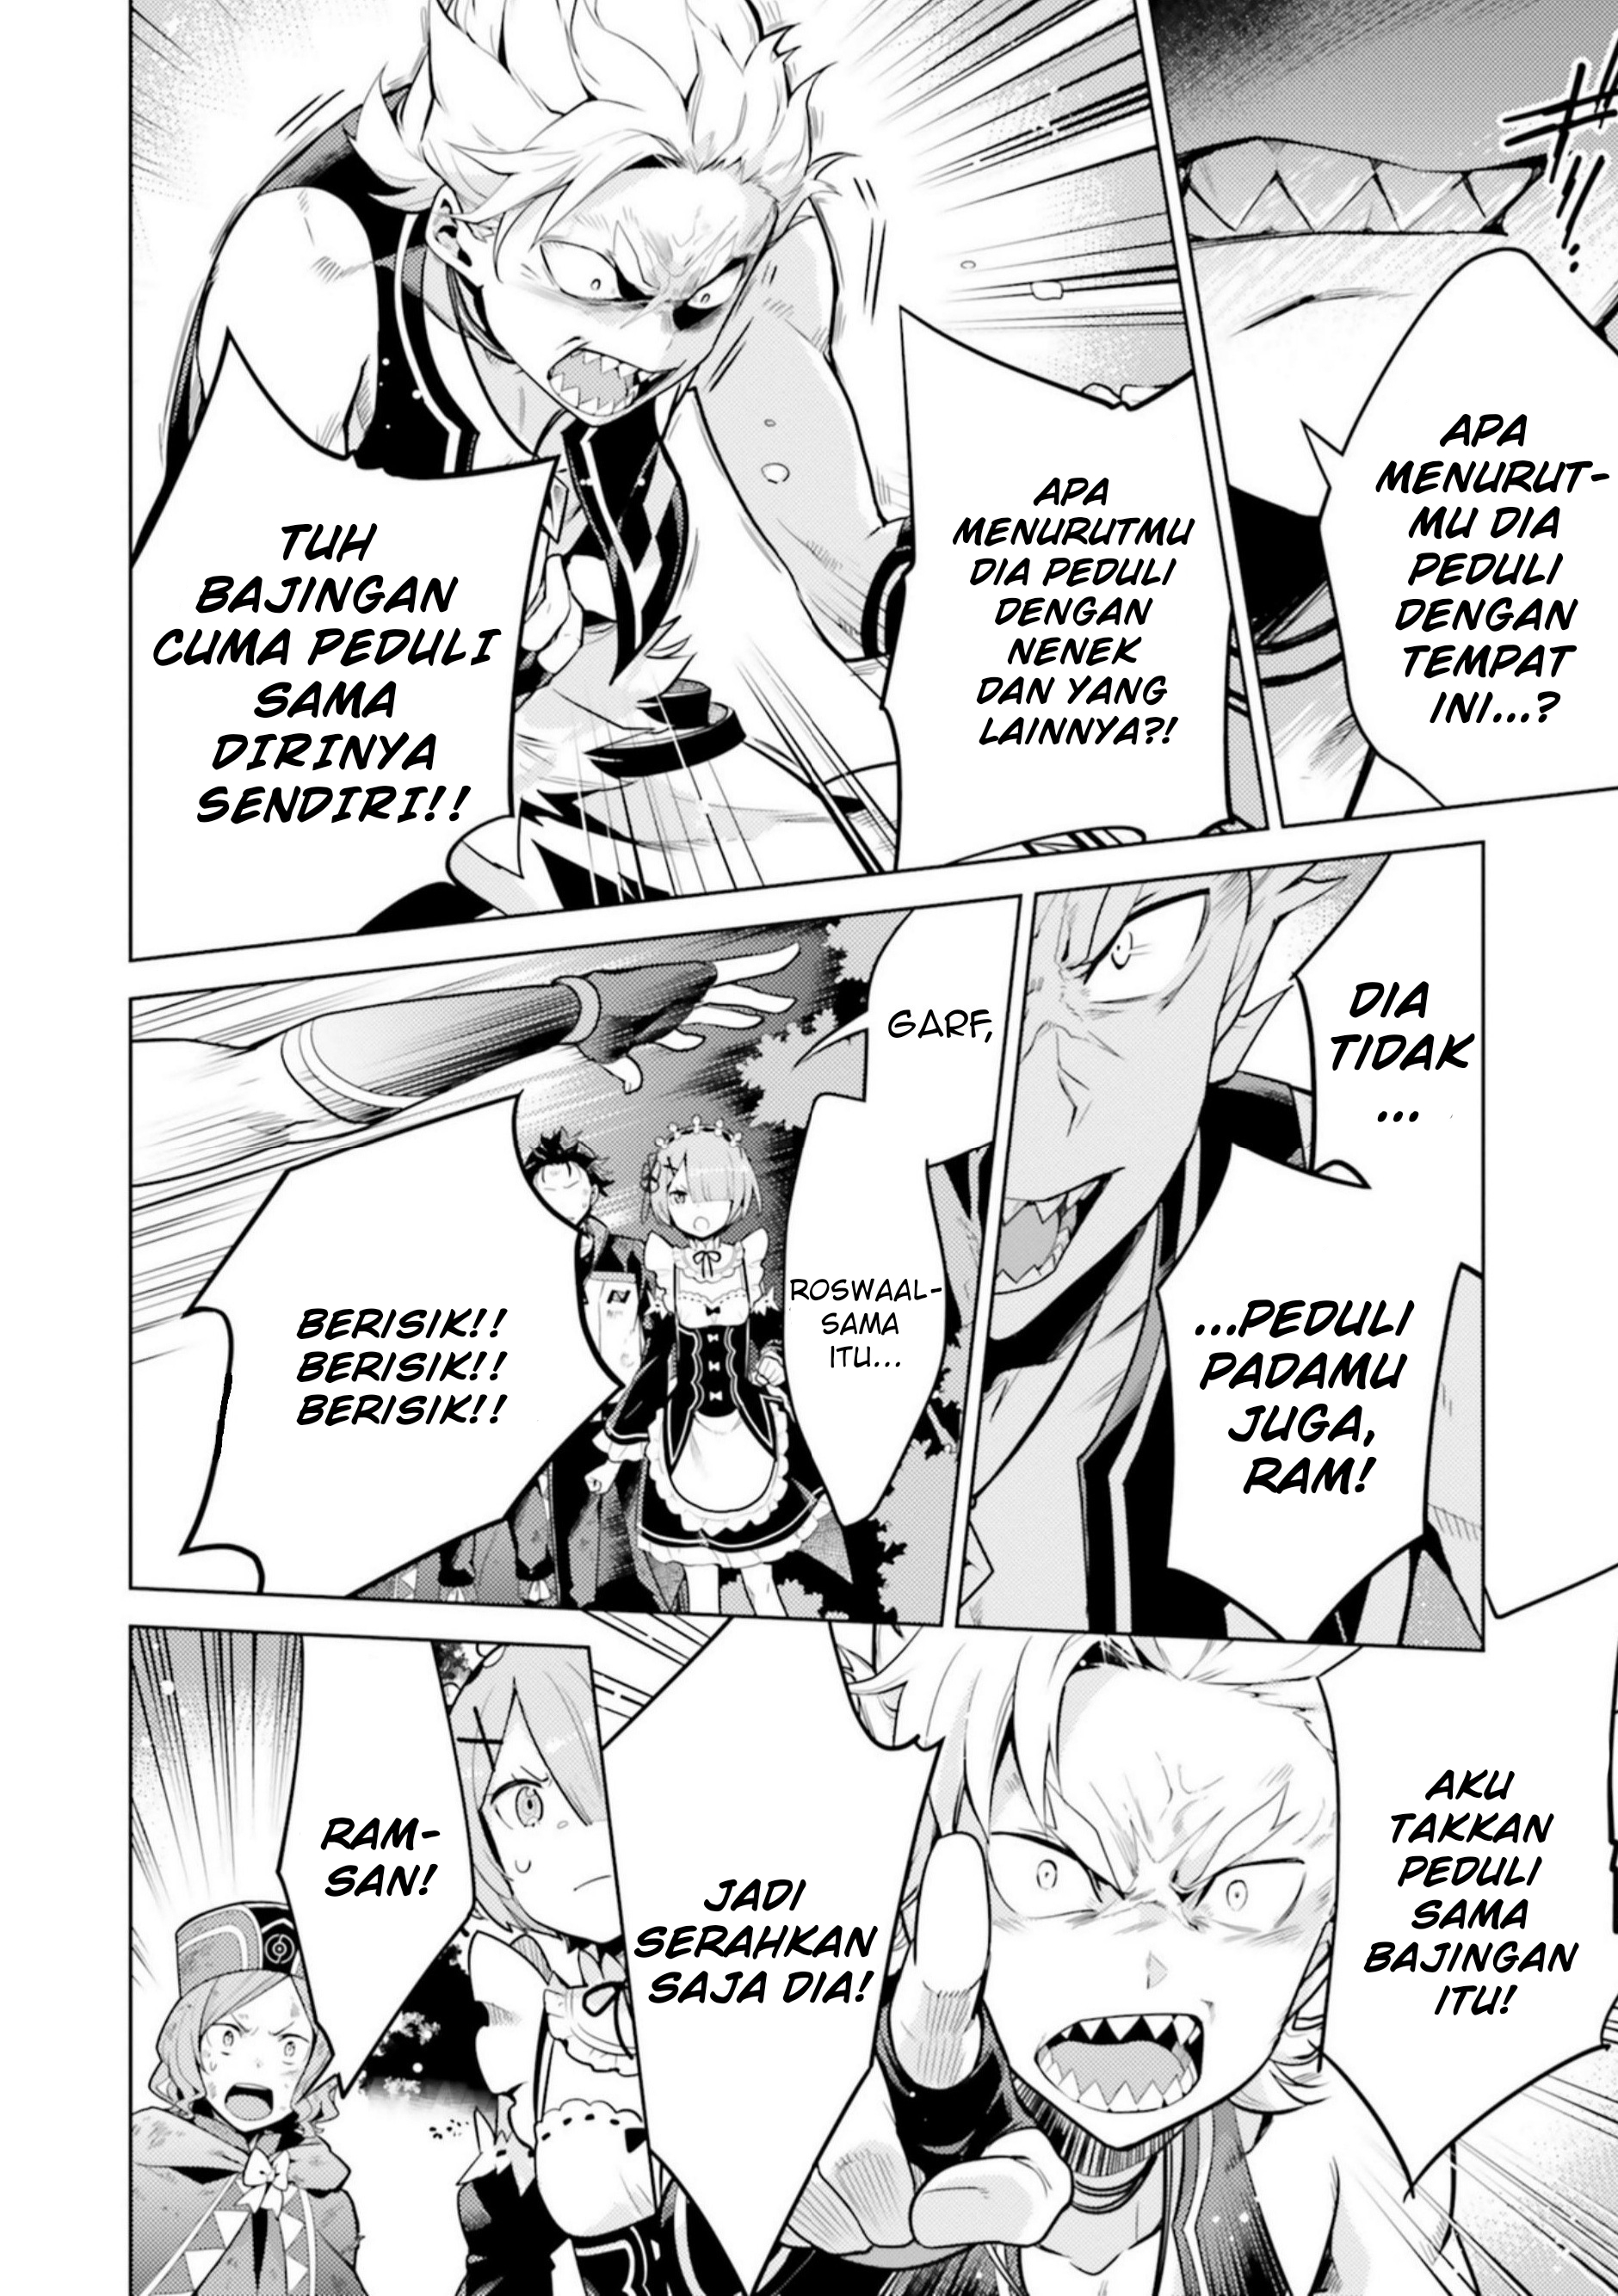 APA
MENURUT-
MU DIA
PEDULI
DENGAN
TEMPAT
INI...?
APA
MENURUTMU
DIA PEDULI
DENGAN
NENEK
DAN YANG
LAINNYA?!
TUH
BAJINGAN
CUMA PEDULI
SAMA
DIRINYA
SENDIRI!!
DIA
TIDAK
...
...PEDULI
PADAMU
JUGA,
RAM!
GARF,
ROSWAAL-
SAMA
ITU...
BERISIK!!
BERISIK!!
BERISIK!!
AKU
TAKKAN
PEDULI
SAMA
BAJINGAN
ITU!
JADI
SERAHKAN
SAJA DIA!
RAM-
SAN!